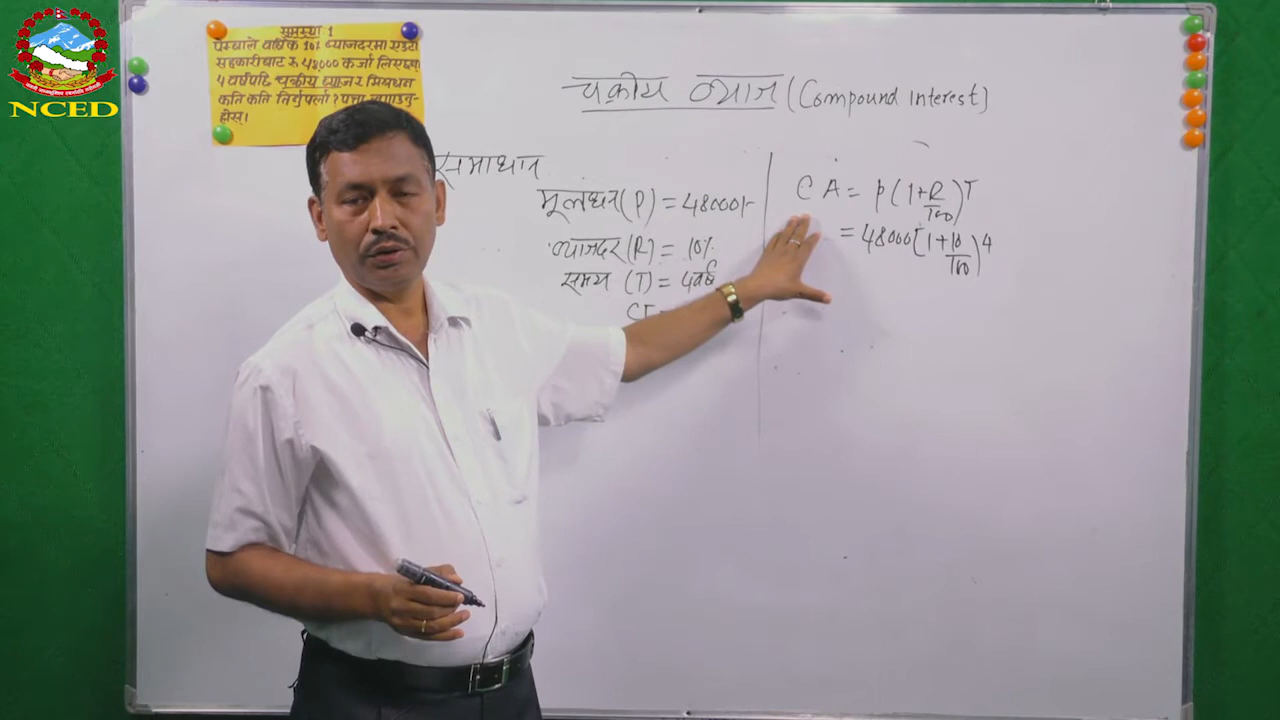 NCED
समस्या 1
पेम्बाले वार्षिक 10% ब्याजदरमा एउटा
सहकारीबाट रु 48000 कर्जा लिएछन्
4 वर्षपछि चक्रीय ब्याज र मिश्रधन
कति कति तिर्नुपर्ला? पत्ता लगाउनु-
होस्।
चक्रीय ब्याज (Compound Interest)
समाधान
मूलधन (P) = 48000/-
ब्याजदर (R) = 10%
समय (T) = 4 वर्ष
CI =
CA = P(1+R/100)^T
= 48000(1+10/100)^4